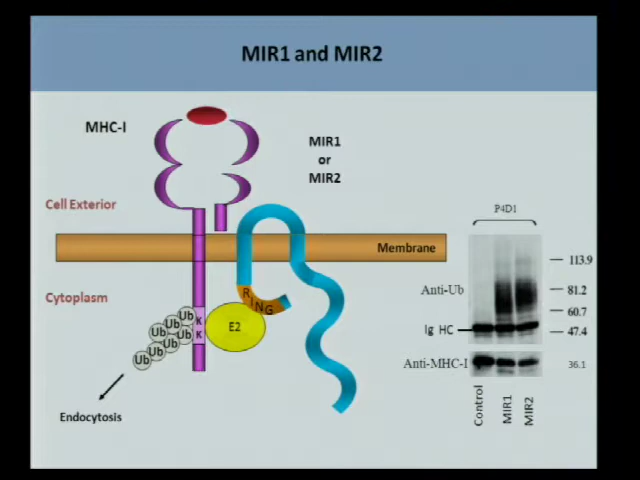 MIR1 and MIR2
MHC-I
MIR1
or
MIR2
Cell Exterior
Membrane
Cytoplasm
RING
E2
K
K
Ub
Ub
Ub
Ub
Ub
Ub
Ub
Endocytosis
P4D1
113.9
Anti-Ub
81.2
60.7
Ig HC
47.4
Anti-MHC-I
36.1
Control
MIR1
MIR2